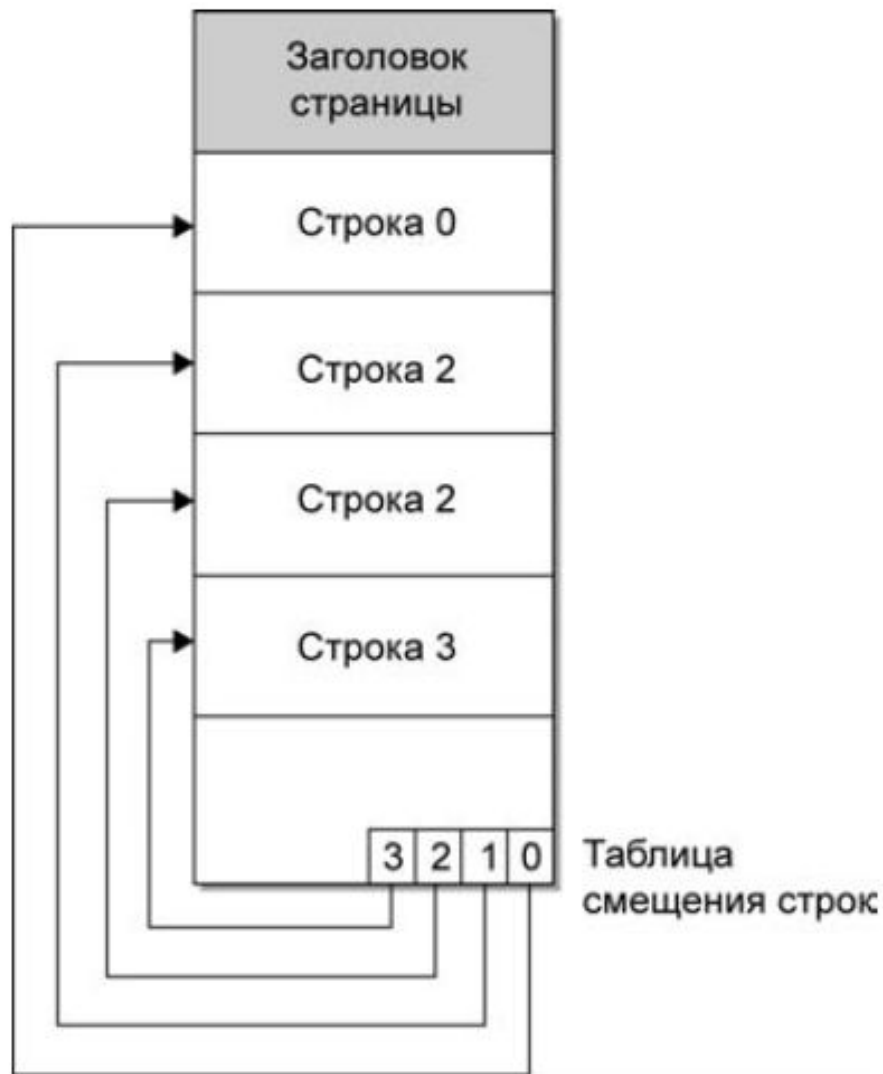 Заголовок
страницы
Строка 0
Строка 2
Строка 2
Строка 3
3 2 1 0
Таблица
смещения строк